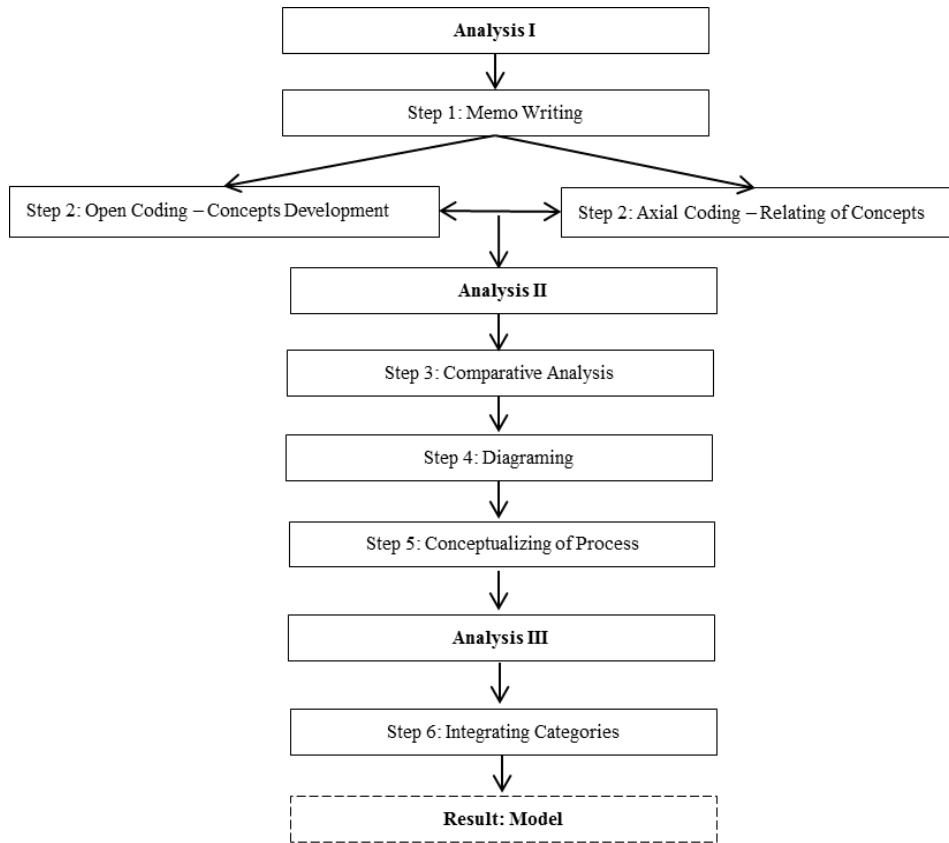 Analysis I
Step 1: Memo Writing
Step 2: Open Coding – Concepts Development
Step 2: Axial Coding – Relating of Concepts
Analysis II
Step 3: Comparative Analysis
Step 4: Diagraming
Step 5: Conceptualizing of Process
Analysis III
Step 6: Integrating Categories
Result: Model